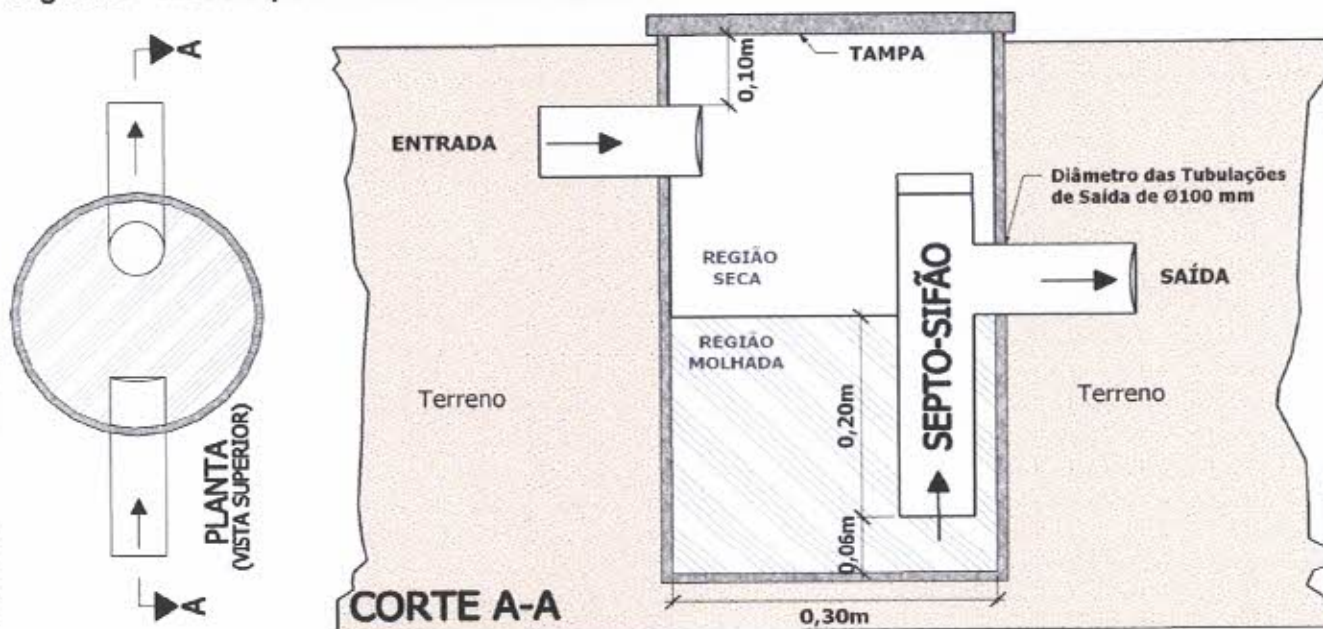 A
A
PLANTA
(VISTA SUPERIOR)
TAMPA
0,10m
ENTRADA
Diâmetro das Tubulações
de Saída de Ø100 mm
SEPTO-SIFÃO
SAÍDA
REGIÃO
SECA
REGIÃO
MOLHADA
Terreno
Terreno
0,20m
0,06m
CORTE A-A
0,30m